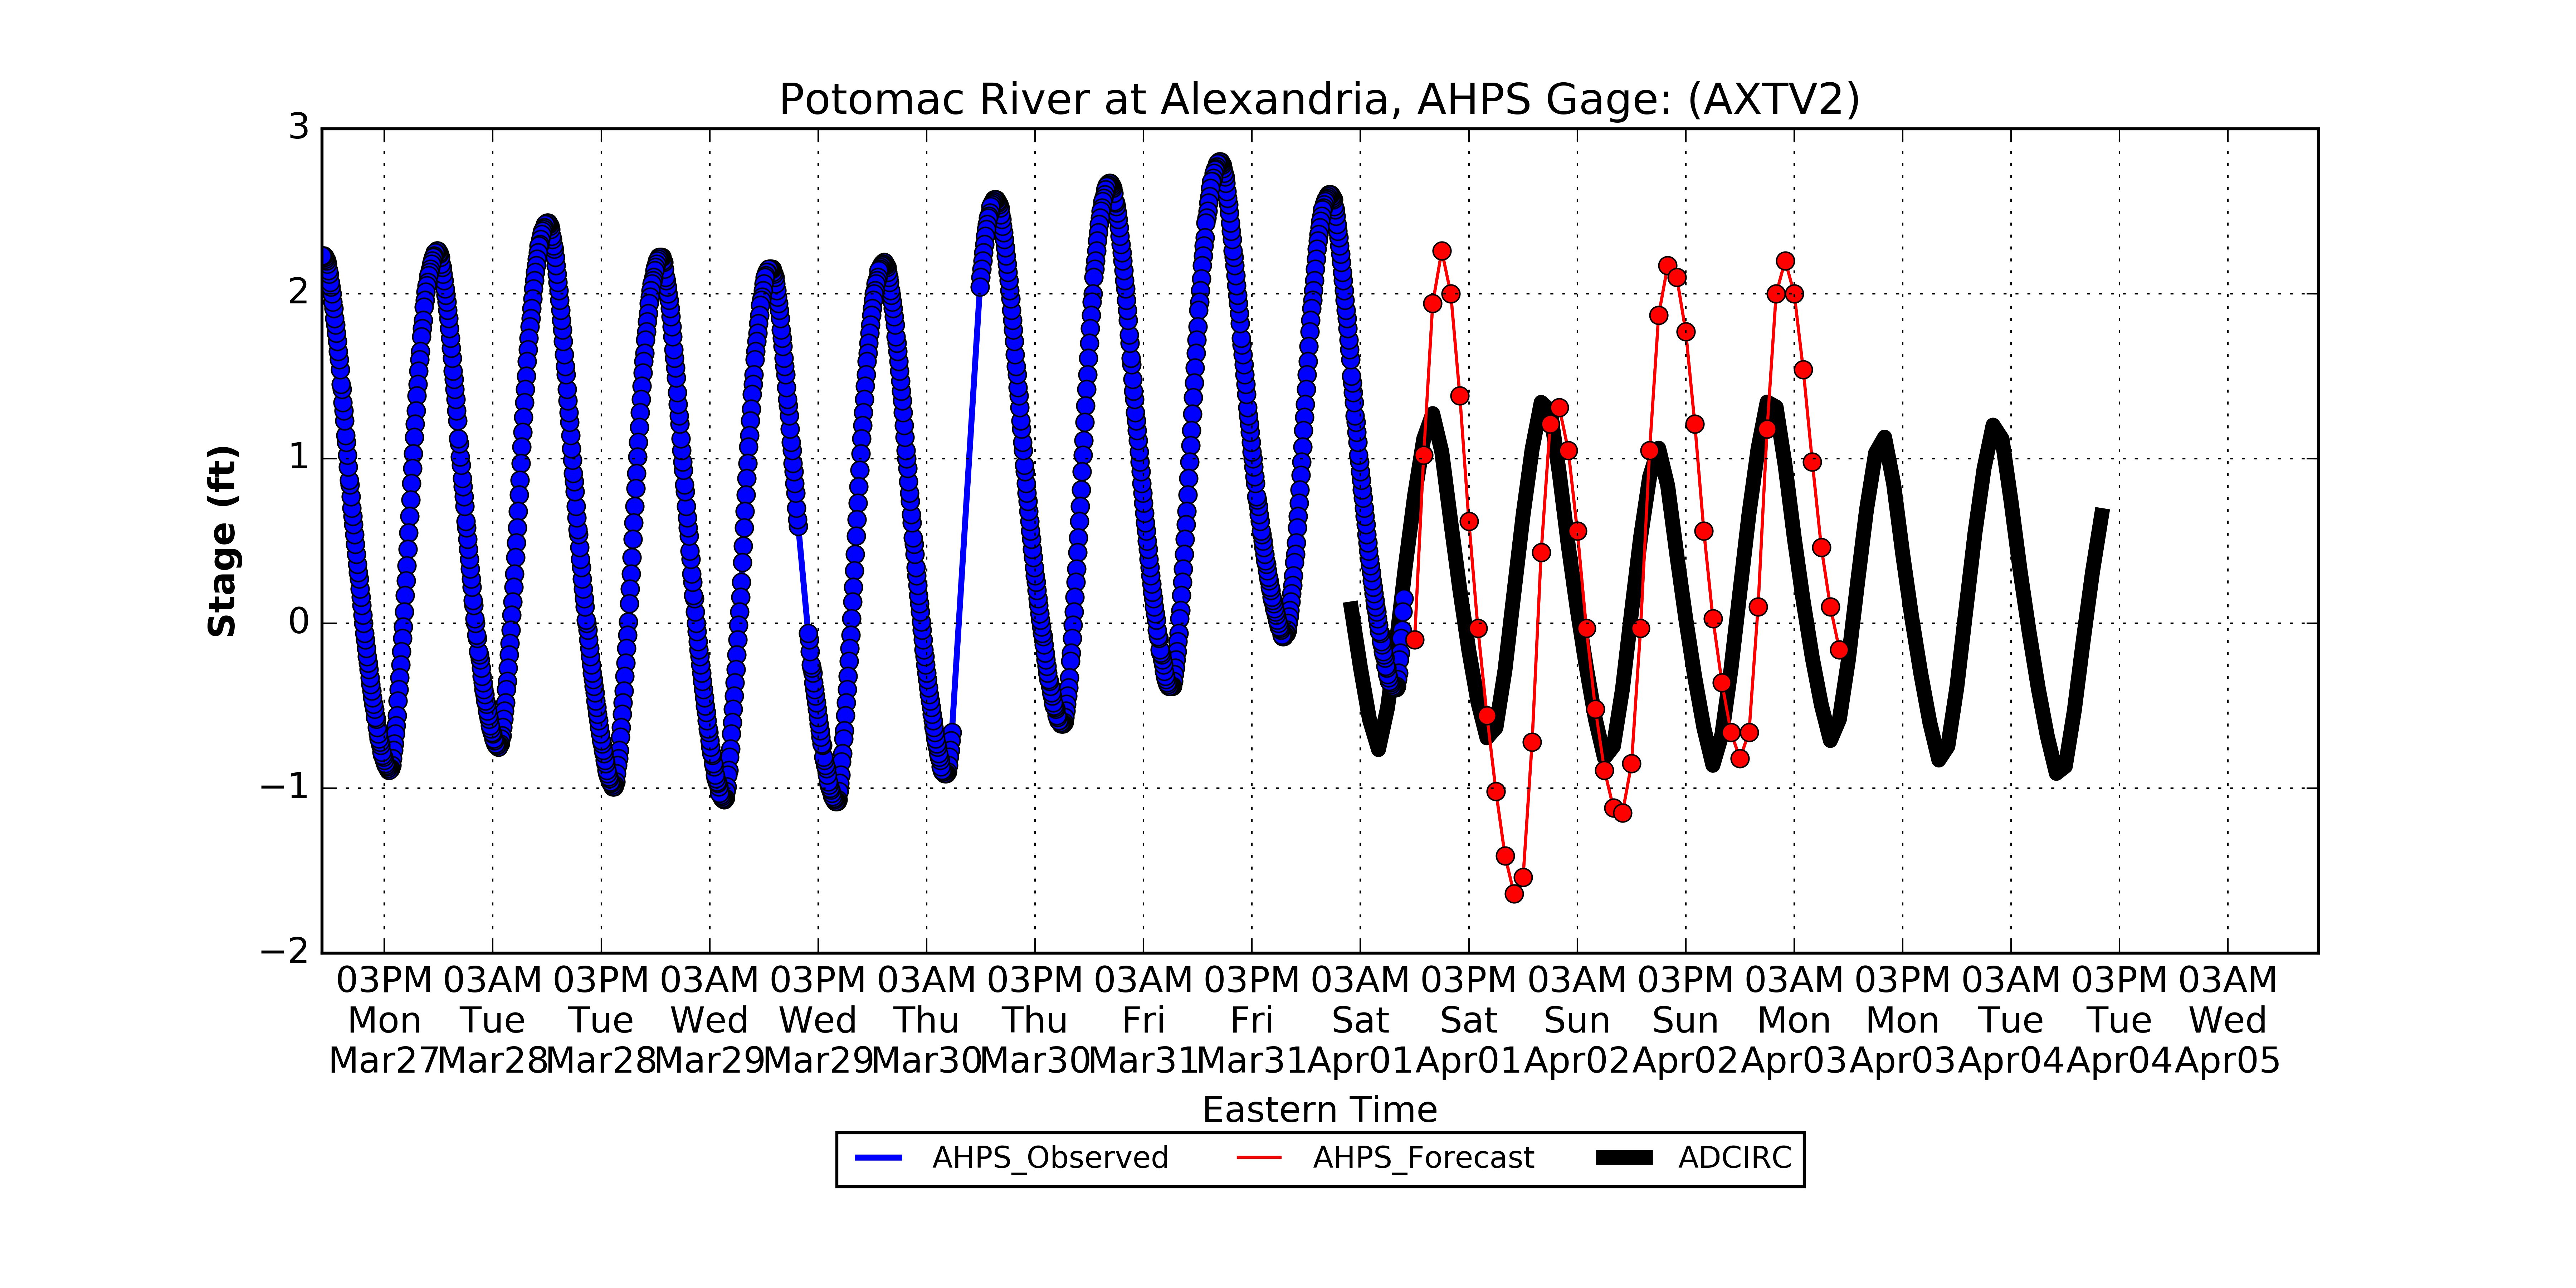 Potomac River at Alexandria, AHPS Gage: (AXTV2)
Stage (ft)
3
2
1
0
−1
−2
03PM 03AM 03PM 03AM 03PM 03AM 03PM 03AM 03PM 03AM 03PM 03AM 03PM 03AM 03PM 03AM 03PM 03AM
Mon Tue Tue Wed Wed Thu Thu Fri Fri Sat Sat Sun Sun Mon Mon Tue Tue Wed
Mar27 Mar28 Mar28 Mar29 Mar29 Mar30 Mar30 Mar31 Mar31 Apr01 Apr01 Apr02 Apr02 Apr03 Apr03 Apr04 Apr04 Apr05
Eastern Time
AHPS_Observed AHPS_Forecast ADCIRC